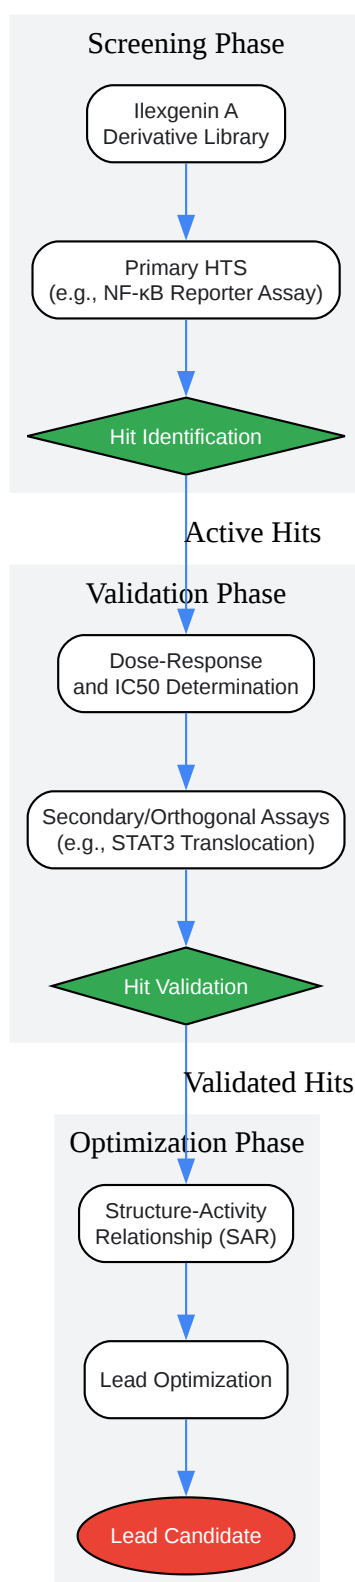 Screening Phase
Ilexgenin A
Derivative Library
Primary HTS
(e.g., NF-κB Reporter Assay)
Hit Identification
Active Hits
Validation Phase
Dose-Response
and IC50 Determination
Secondary/Orthogonal Assays
(e.g., STAT3 Translocation)
Hit Validation
Validated Hits
Optimization Phase
Structure-Activity
Relationship (SAR)
Lead Optimization
Lead Candidate